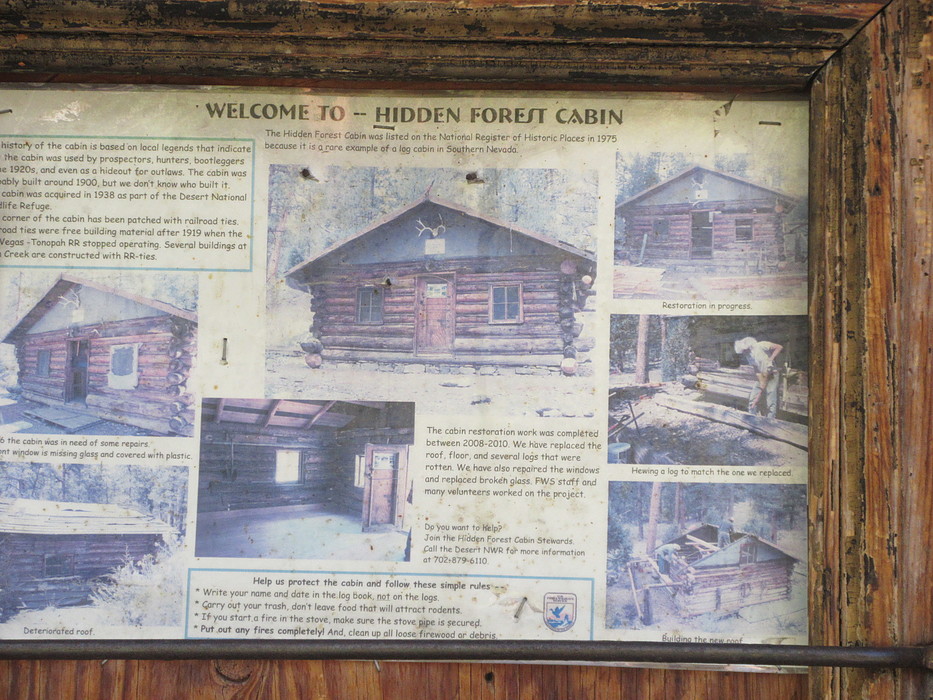 WELCOME TO -- HIDDEN FOREST CABIN
The Hidden Forest Cabin was listed on the National Register of Historic Places in 1975
because it is a rare example of a log cabin in Southern Nevada.
history of the cabin is based on local legends that indicate
the cabin was used by prospectors, hunters, bootleggers
1920s, and even as a hideout for outlaws. The cabin was
built around 1900, but we don't know who built it.
cabin was acquired in 1938 as part of the Desert National
Refuge.
corner of the cabin has been patched with railroad ties.
road ties were free building material after 1919 when the
Vegas -Tonopah RR stopped operating. Several buildings at
Creek are constructed with RR-ties.
Restoration in progress.
the cabin was in need of some repairs.
window is missing glass and covered with plastic.
The cabin restoration work was completed
between 2008-2010. We have replaced the
roof, floor, and several logs that were
rotten. We have also repaired the windows
and replaced broken glass. FWS staff and
many volunteers worked on the project.
Hewing a log to match the one we replaced.
Do you want to help?
Join the Hidden Forest Cabin Stewards.
Call the Desert NWR for more information
at 702-879-6110.
Deteriorated roof.
Help us protect the cabin and follow these simple rules --
* Write your name and date in the log book, not on the logs.
* Carry out your trash, don't leave food that will attract rodents.
* If you start a fire in the stove, make sure the stove pipe is secured.
* Put out any fires completely! And, clean up all loose firewood or debris.
Building the new roof